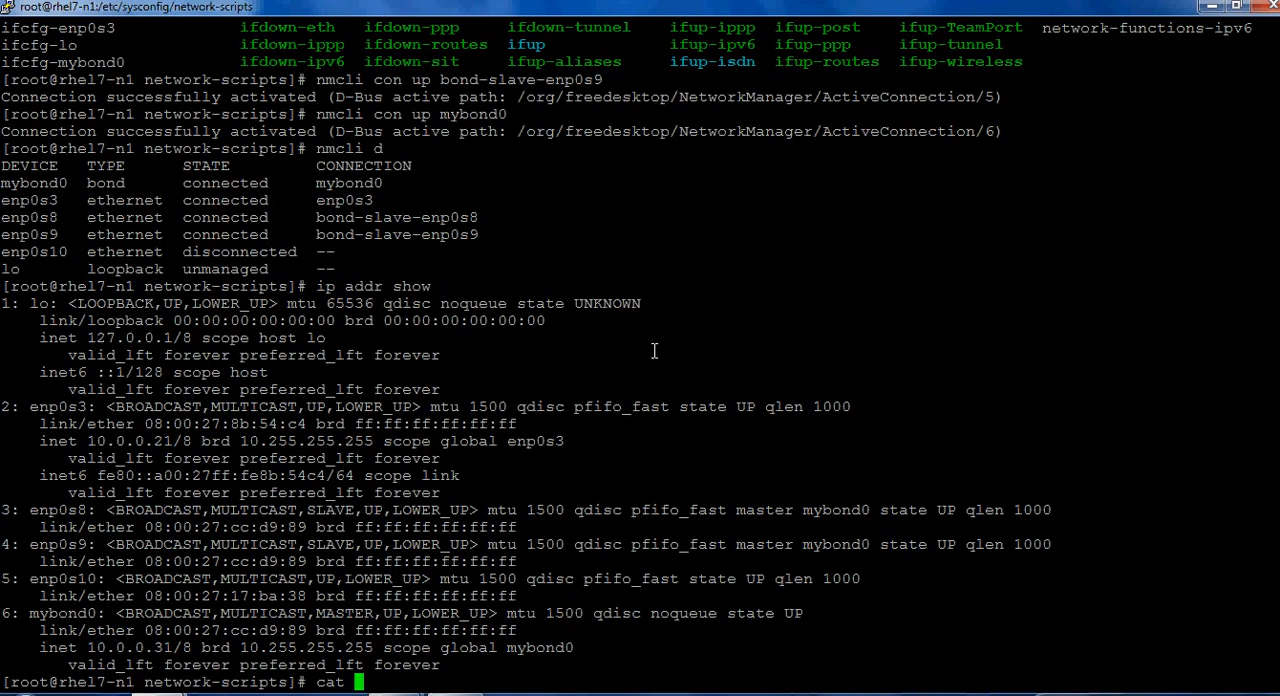 root@rhel7-n1:/etc/sysconfig/network-scripts
ifcfg-enp0s3 ifdown-eth ifdown-ppp ifdown-tunnel ifup-ippp ifup-post ifup-TeamPort network-functions-ipv6
ifcfg-lo ifdown-ippp ifdown-routes ifup ifup-ipv6 ifup-ppp ifup-tunnel
ifcfg-mybond0 ifdown-ipv6 ifdown-sit ifup-aliases ifup-isdn ifup-routes ifup-wireless
[root@rhel7-n1 network-scripts]# nmcli con up bond-slave-enp0s9
Connection successfully activated (D-Bus active path: /org/freedesktop/NetworkManager/ActiveConnection/5)
[root@rhel7-n1 network-scripts]# nmcli con up mybond0
Connection successfully activated (D-Bus active path: /org/freedesktop/NetworkManager/ActiveConnection/6)
[root@rhel7-n1 network-scripts]# nmcli d
DEVICE TYPE STATE CONNECTION
mybond0 bond connected mybond0
enp0s3 ethernet connected enp0s3
enp0s8 ethernet connected bond-slave-enp0s8
enp0s9 ethernet connected bond-slave-enp0s9
enp0s10 ethernet disconnected --
lo loopback unmanaged --
[root@rhel7-n1 network-scripts]# ip addr show
1: lo: <LOOPBACK,UP,LOWER_UP> mtu 65536 qdisc noqueue state UNKNOWN
link/loopback 00:00:00:00:00:00 brd 00:00:00:00:00:00
inet 127.0.0.1/8 scope host lo
valid_lft forever preferred_lft forever
inet6 ::1/128 scope host
valid_lft forever preferred_lft forever
2: enp0s3: <BROADCAST,MULTICAST,UP,LOWER_UP> mtu 1500 qdisc pfifo_fast state UP qlen 1000
link/ether 08:00:27:8b:54:c4 brd ff:ff:ff:ff:ff:ff
inet 10.0.0.21/8 brd 10.255.255.255 scope global enp0s3
valid_lft forever preferred_lft forever
inet6 fe80::a00:27ff:fe8b:54c4/64 scope link
valid_lft forever preferred_lft forever
3: enp0s8: <BROADCAST,MULTICAST,SLAVE,UP,LOWER_UP> mtu 1500 qdisc pfifo_fast master mybond0 state UP qlen 1000
link/ether 08:00:27:cc:d9:89 brd ff:ff:ff:ff:ff:ff
4: enp0s9: <BROADCAST,MULTICAST,SLAVE,UP,LOWER_UP> mtu 1500 qdisc pfifo_fast master mybond0 state UP qlen 1000
link/ether 08:00:27:cc:d9:89 brd ff:ff:ff:ff:ff:ff
5: enp0s10: <BROADCAST,MULTICAST,UP,LOWER_UP> mtu 1500 qdisc pfifo_fast state UP qlen 1000
link/ether 08:00:27:17:ba:38 brd ff:ff:ff:ff:ff:ff
6: mybond0: <BROADCAST,MULTICAST,MASTER,UP,LOWER_UP> mtu 1500 qdisc noqueue state UP
link/ether 08:00:27:cc:d9:89 brd ff:ff:ff:ff:ff:ff
inet 10.0.0.31/8 brd 10.255.255.255 scope global mybond0
valid_lft forever preferred_lft forever
[root@rhel7-n1 network-scripts]# cat